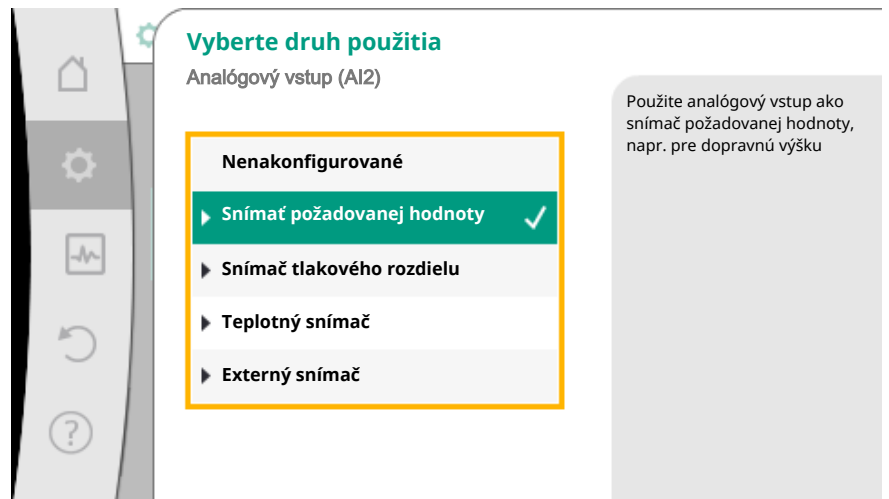 Vyberte druh použitia
Analógový vstup (AI2)
Nenakonfigurované
Snímať požadovanej hodnoty
Snímač tlakového rozdielu
Teplotný snímač
Externý snímač
Použite analógový vstup ako
snímač požadovanej hodnoty,
napr. pre dopravnú výšku